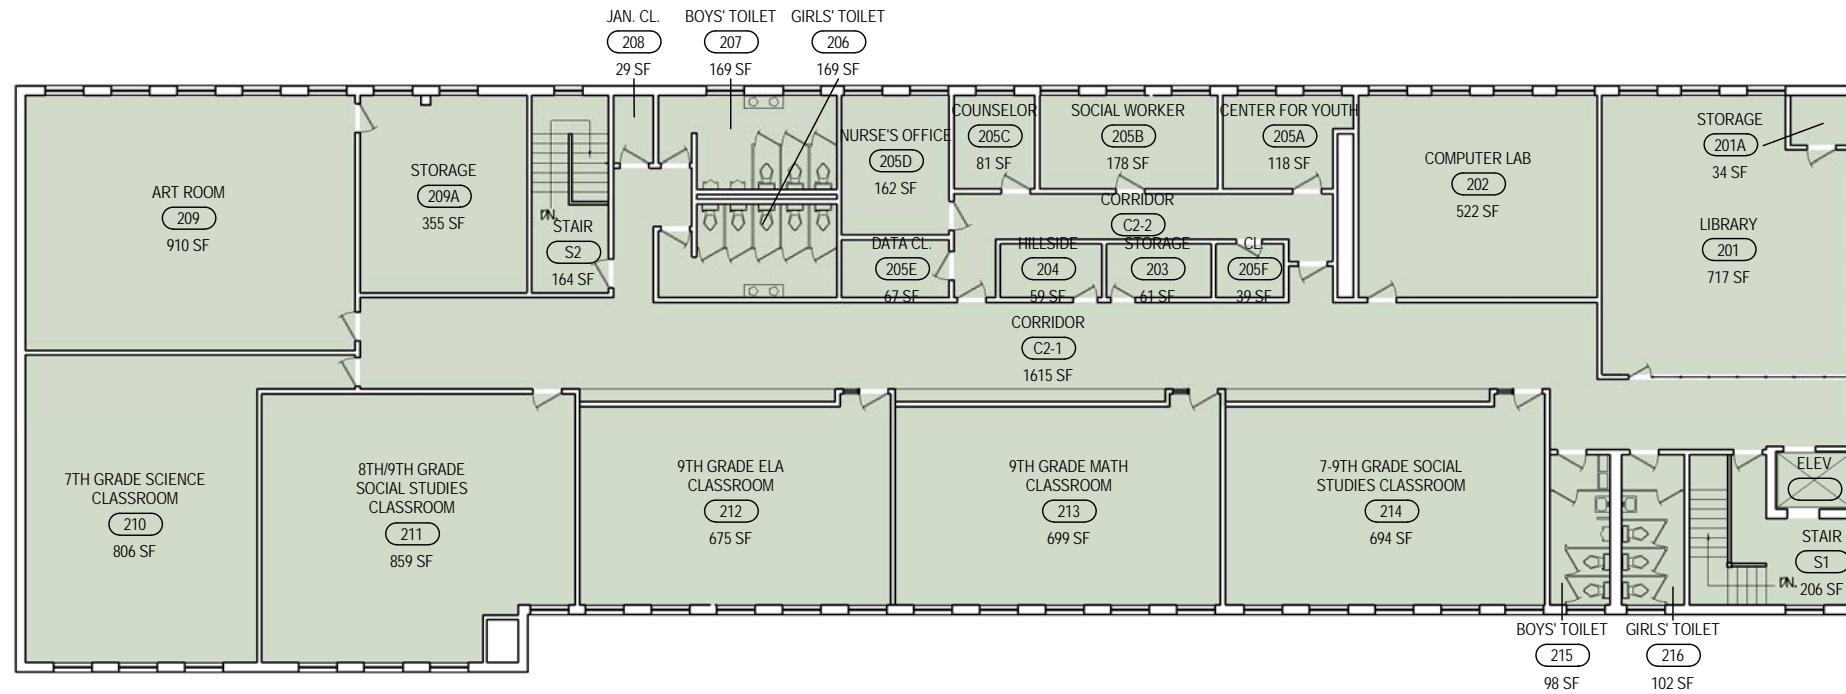 JAN. CL.
208
29 SF
BOYS' TOILET
207
169 SF
GIRLS' TOILET
206
169 SF
ART ROOM
209
910 SF
STORAGE
209A
355 SF
DN.
STAIR
S2
164 SF
NURSE'S OFFICE
205D
162 SF
COUNSELOR
205C
81 SF
SOCIAL WORKER
205B
178 SF
CENTER FOR YOUTH
205A
118 SF
COMPUTER LAB
202
522 SF
STORAGE
201A
34 SF
LIBRARY
201
717 SF
CORRIDOR
C2-2
DATA CL.
205E
67 SF
HILLSIDE
204
59 SF
STORAGE
203
61 SF
CL.
205F
39 SF
CORRIDOR
C2-1
1615 SF
7TH GRADE SCIENCE
CLASSROOM
210
806 SF
8TH/9TH GRADE
SOCIAL STUDIES
CLASSROOM
211
859 SF
9TH GRADE ELA
CLASSROOM
212
675 SF
9TH GRADE MATH
CLASSROOM
213
699 SF
7-9TH GRADE SOCIAL
STUDIES CLASSROOM
214
694 SF
ELEV
STAIR
S1
DN.
206 SF
BOYS' TOILET
215
98 SF
GIRLS' TOILET
216
102 SF